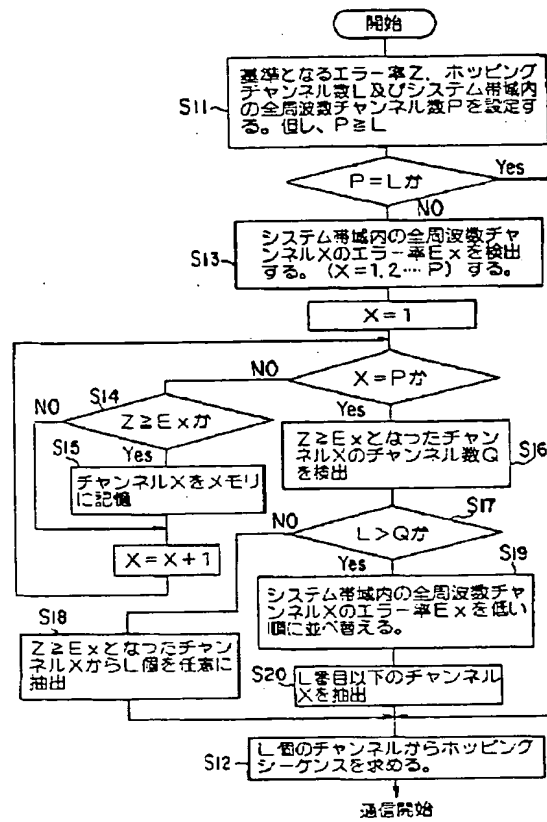 開始
S11
基準となるエラー率Z，ホッピング
チャンネル数L及びシステム帯域内
の全周波数チャンネル数Pを設定す
る。但し、P≧L
P=Lか
Yes
NO
S13
システム帯域内の全周波数チャ
ンネルXのエラー率Exを検出
する。(X=1,2…P)する。
X=1
X=Pか
NO
Yes
S14
Z≧Exか
NO
Yes
S15
チャンネルXをメモリ
に記憶
X=X+1
Z≧Exとなったチャン
ネルXのチャンネル数Q
を検出
S16
S17
L>Qか
NO
Yes
S19
システム帯域内の全周波数チャ
ンネルXのエラー率Exを低い
順に並べ替える。
S18
Z≧Exとなったチャン
ネルXからL個を任意に
抽出
S20
L番目以下のチャンネル
Xを抽出
S12
L個のチャンネルからホッピング
シーケンスを求める。
通信開始